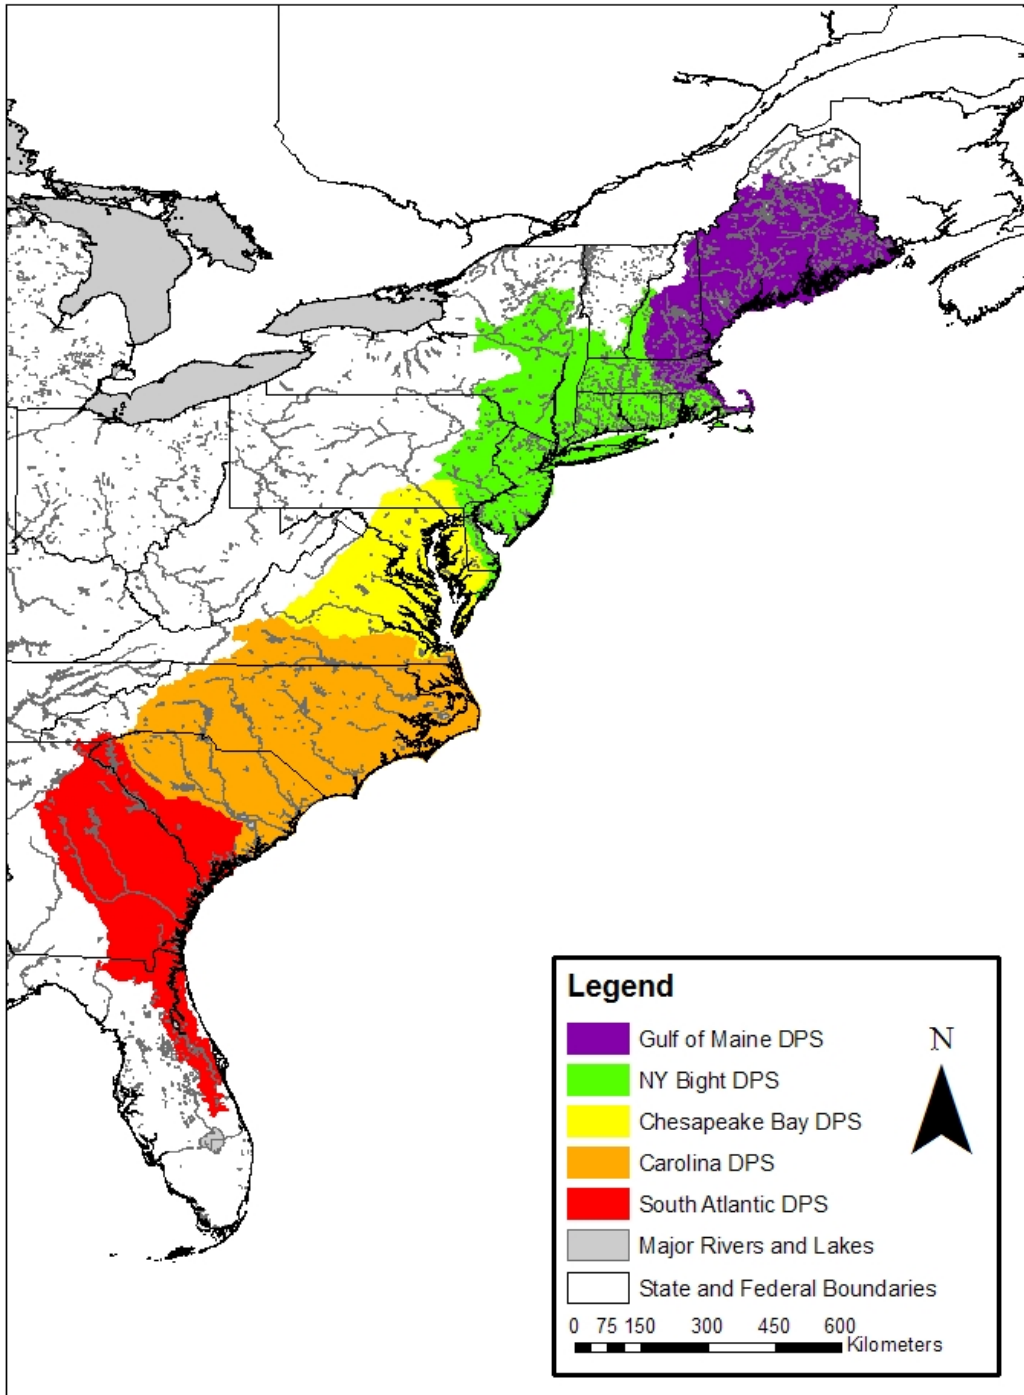 Legend
Gulf of Maine DPS
N
NY Bight DPS
Chesapeake Bay DPS
Carolina DPS
South Atlantic DPS
Major Rivers and Lakes
State and Federal Boundaries
0 75 150 300 450 600
Kilometers